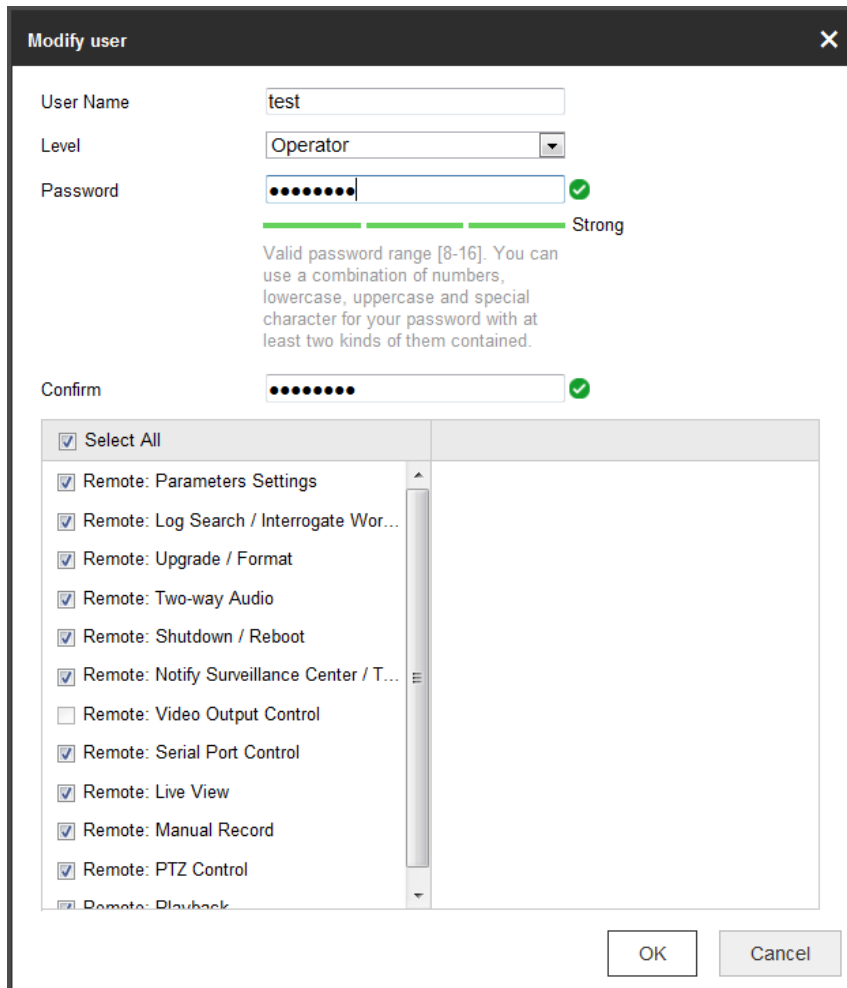 Modify user
User Name test
Level Operator
Password ••••••••
Strong
Valid password range [8-16]. You can
use a combination of numbers,
lowercase, uppercase and special
character for your password with at
least two kinds of them contained.
Confirm ••••••••
Select All
Remote: Parameters Settings
Remote: Log Search / Interrogate Wor...
Remote: Upgrade / Format
Remote: Two-way Audio
Remote: Shutdown / Reboot
Remote: Notify Surveillance Center / T...
Remote: Video Output Control
Remote: Serial Port Control
Remote: Live View
Remote: Manual Record
Remote: PTZ Control
Remote: Playback
OK Cancel